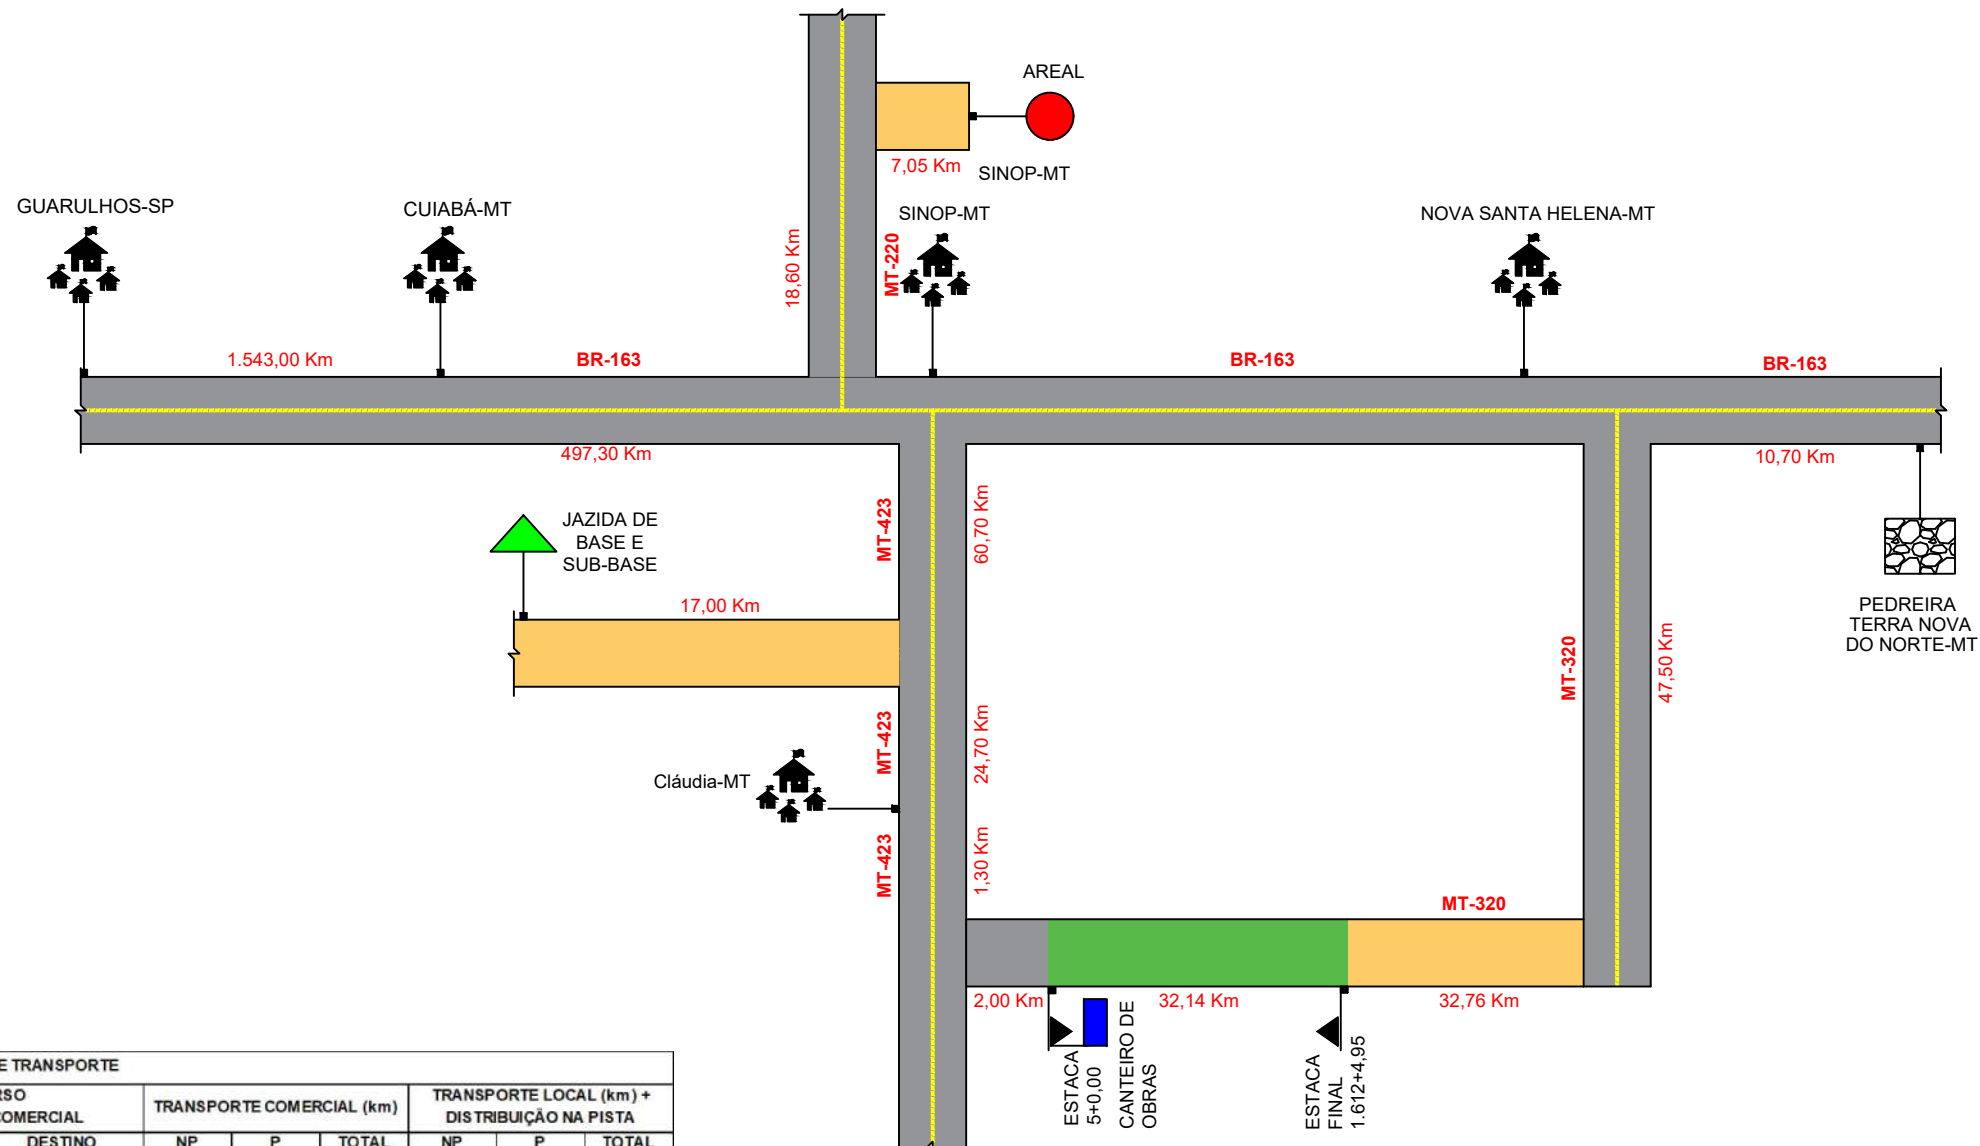 AREAL
7,05 Km
SINOP-MT
GUARULHOS-SP
CUIABÁ-MT
SINOP-MT
NOVA SANTA HELENA-MT
18,60 Km
MT-220
1.543,00 Km
BR-163
BR-163
BR-163
497,30 Km
10,70 Km
MT-423
60,70 Km
JAZIDA DE
BASE E
SUB-BASE
17,00 Km
PEDREIRA
TERRA NOVA
DO NORTE-MT
MT-320
47,50 Km
MT-423
24,70 Km
Cláudia-MT
MT-423
1,30 Km
MT-320
2,00 Km
32,14 Km
32,76 Km
ESTACA
5+0,00
CANTEIRO DE
OBRAS
ESTACA
FINAL
1.612+4,95
E TRANSPORTE
RSO
OMERCIAL
TRANSPORTE COMERCIAL (km)
TRANSPORTE LOCAL (km) +
DISTRIBUIÇÃO NA PISTA
DESTINO NP P TOTAL NP P TOTAL